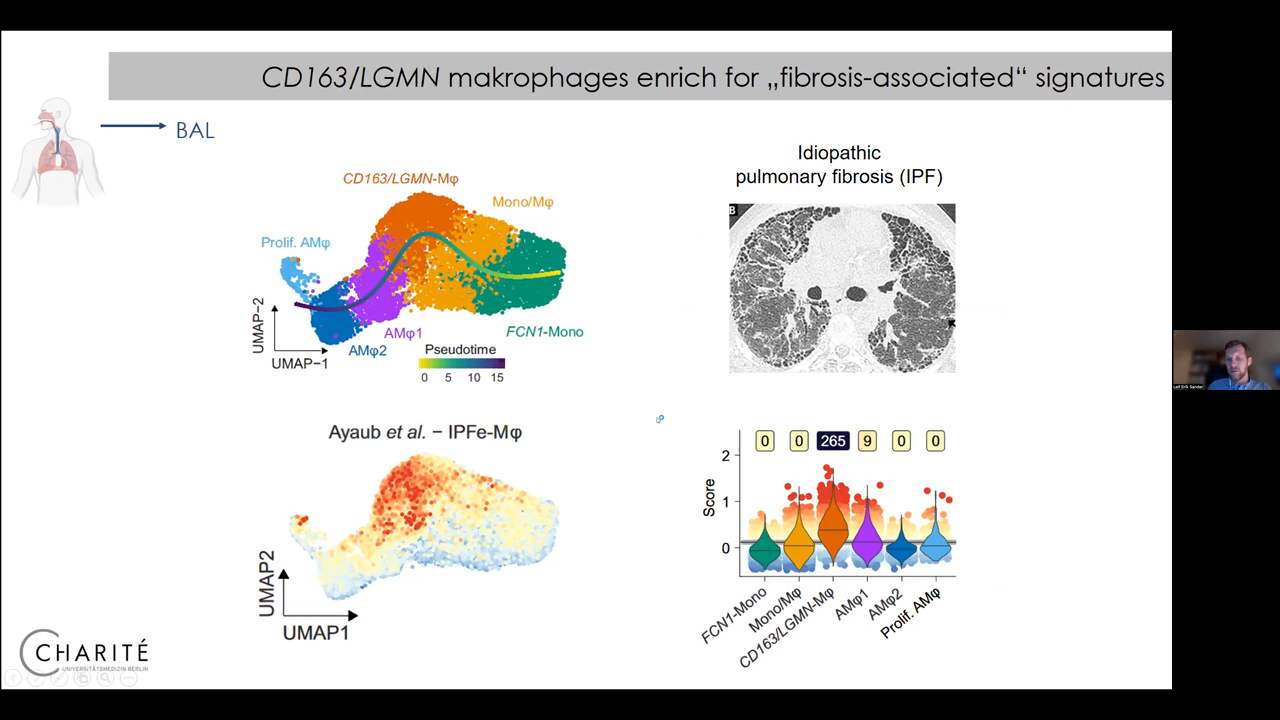 CD163/LGMN makrophages enrich for „fibrosis-associated“ signatures
BAL
CD163/LGMN-Mφ
Mono/Mφ
Prolif. AMφ
AMφ1
AMφ2
FCN1-Mono
UMAP-2
UMAP-1
Pseudotime
0 5 10 15
Idiopathic
pulmonary fibrosis (IPF)
B
Ayaub et al. - IPFe-Mφ
UMAP2
UMAP1
0 0 265 9 0 0
Score
2
1
0
FCN1-Mono
Mono/Mφ
CD163/LGMN-Mφ
AMφ1
AMφ2
Prolif. AMφ
CHARITÉ
UNIVERSITÄTSMEDIZIN BERLIN
Leif Erik Sander